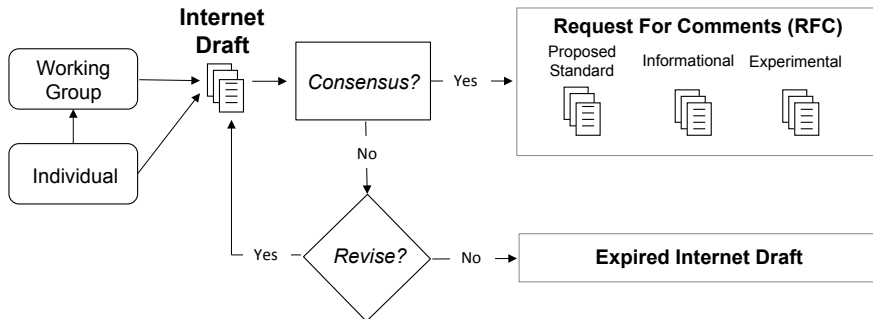 Internet
Draft
Working
Group
Individual
Consensus?
Yes
Request For Comments (RFC)
Proposed
Standard
Informational
Experimental
No
Yes
Revise?
No
Expired Internet Draft